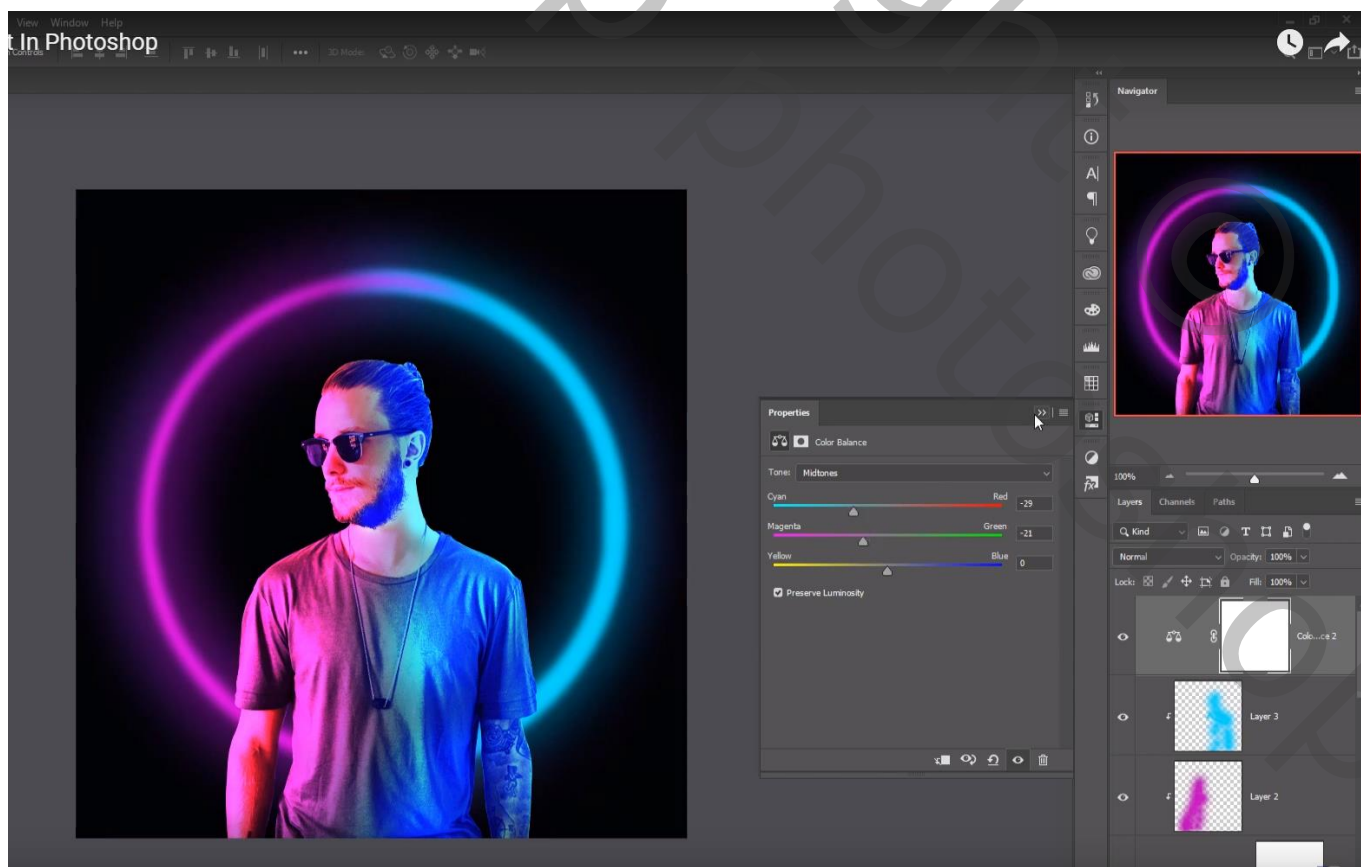 View Window Help
t In Photoshop
n Controls
3D Mode:
Navigator
A|
Properties
Color Balance
Tone: Midtones
Cyan Red -29
Magenta Green -21
Yellow Blue 0
Preserve Luminosity
fx
100%
Layers Channels Paths
Kind
T
Normal Opacity: 100%
Lock: Fill: 100%
Colo...ce 2
Layer 3
Layer 2